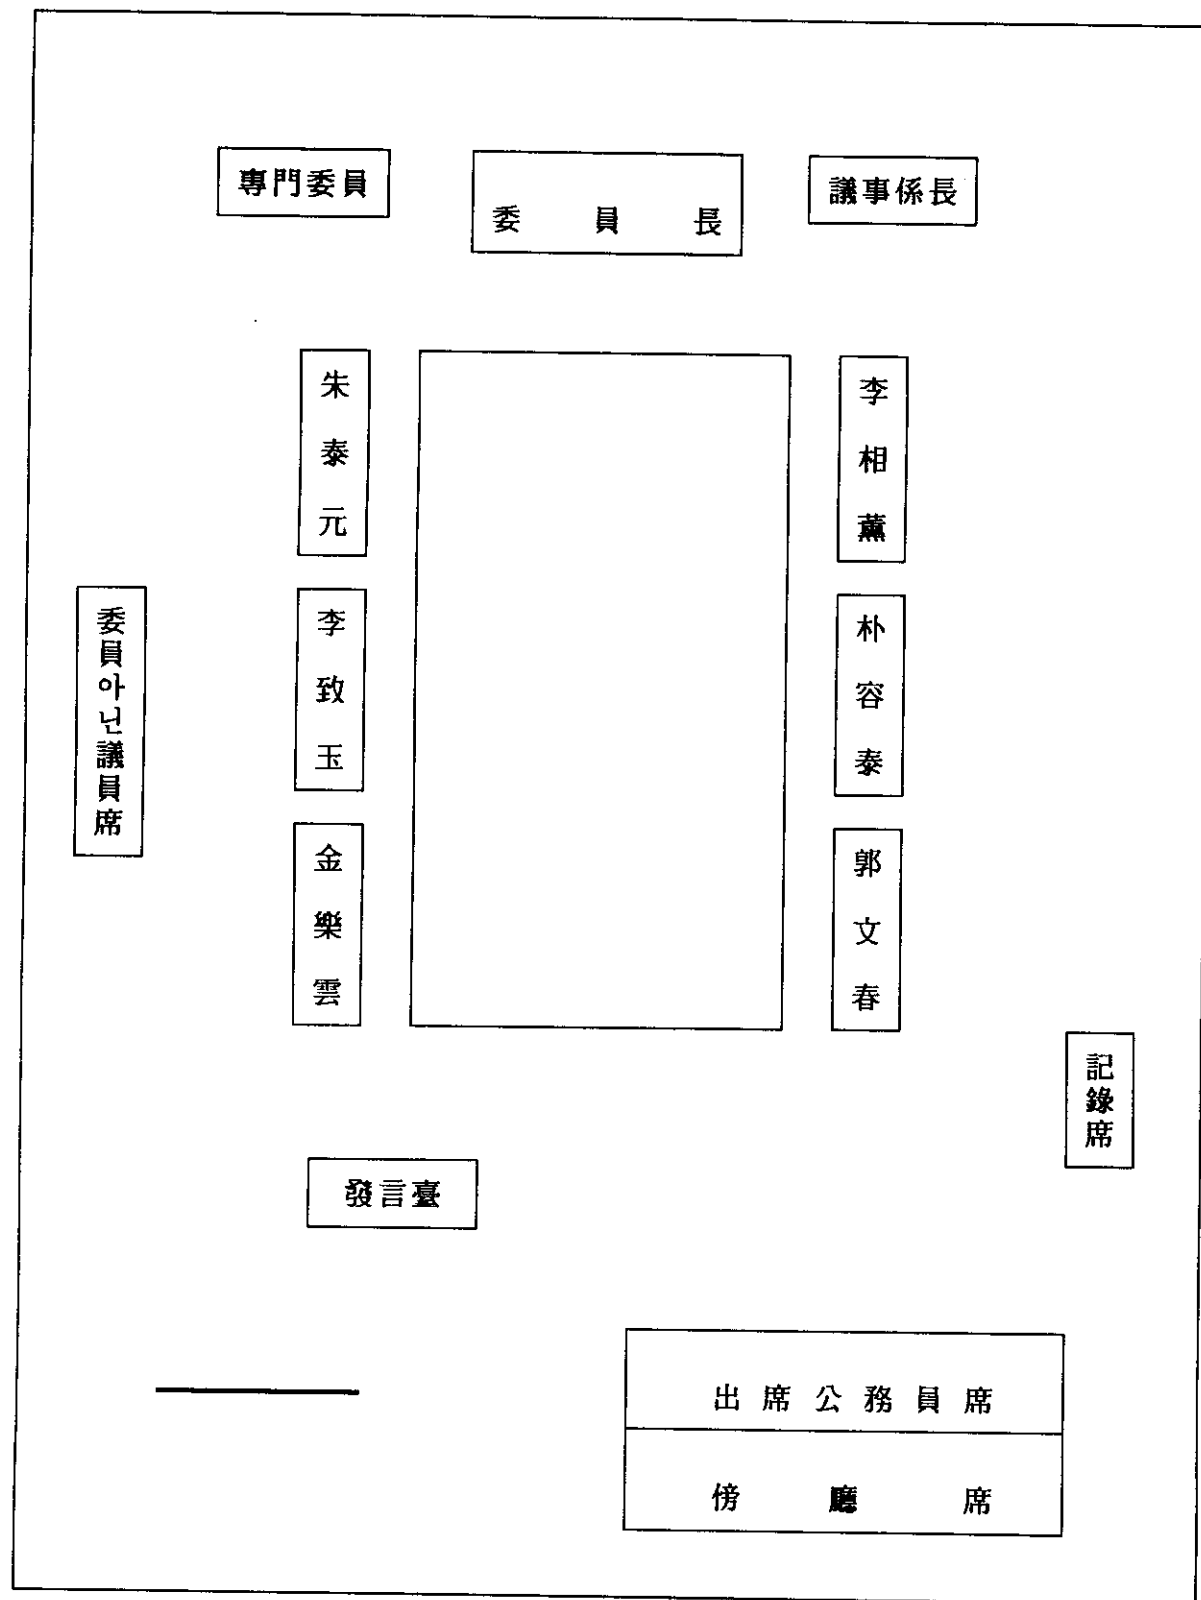 專門委員
委員長
議事係長
朱泰元
李相薰
李致玉
朴容泰
金樂雲
郭文春
委員아닌議員席
記錄席
發言臺
出席公務員席
傍廳席